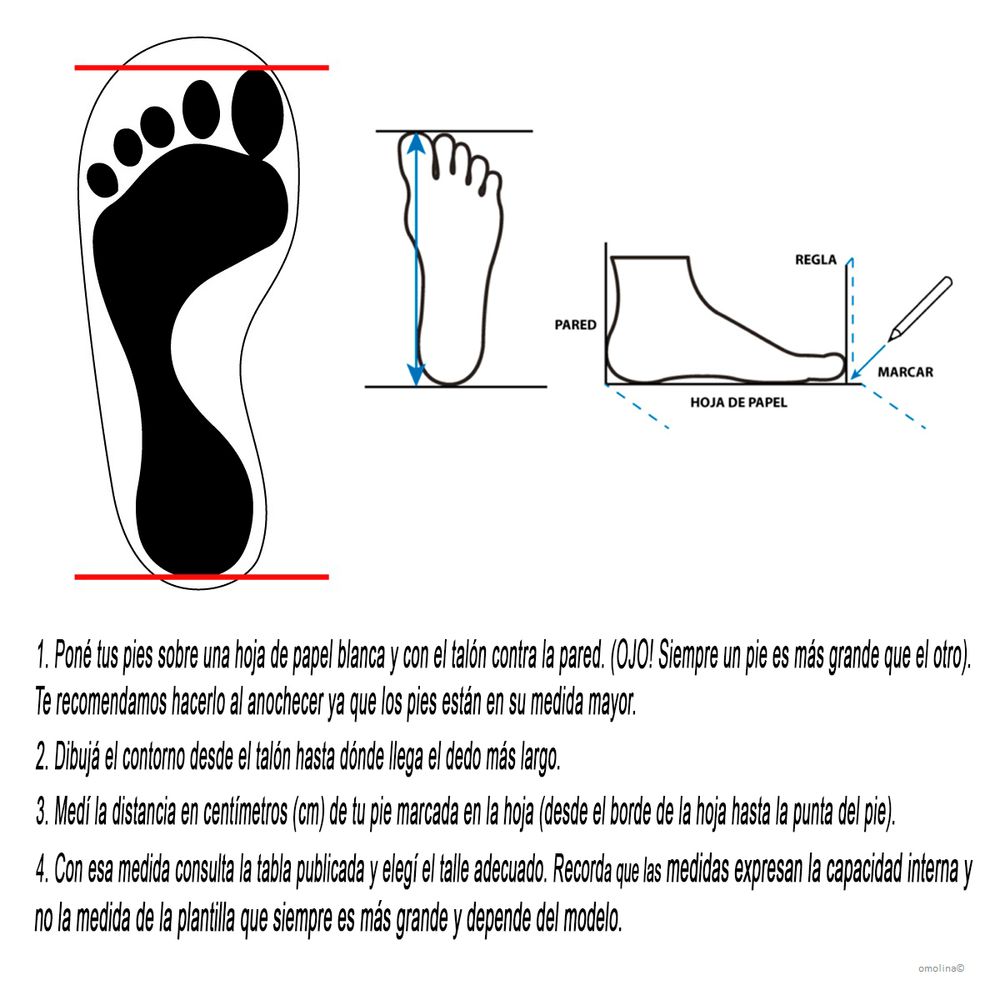 REGLA
PARED
MARCAR
HOJA DE PAPEL
1. Poné tus pies sobre una hoja de papel blanca y con el talón contra la pared. (OJO! Siempre un pie es más grande que el otro).
Te recomendamos hacerlo al anochecer ya que los pies están en su medida mayor.
2. Dibujá el contorno desde el talón hasta dónde llega el dedo más largo.
3. Medí la distancia en centímetros (cm) de tu pie marcada en la hoja (desde el borde de la hoja hasta la punta del pie).
4. Con esa medida consulta la tabla publicada y elegí el talle adecuado. Recorda que las medidas expresan la capacidad interna y
no la medida de la plantilla que siempre es más grande y depende del modelo.
omolina©